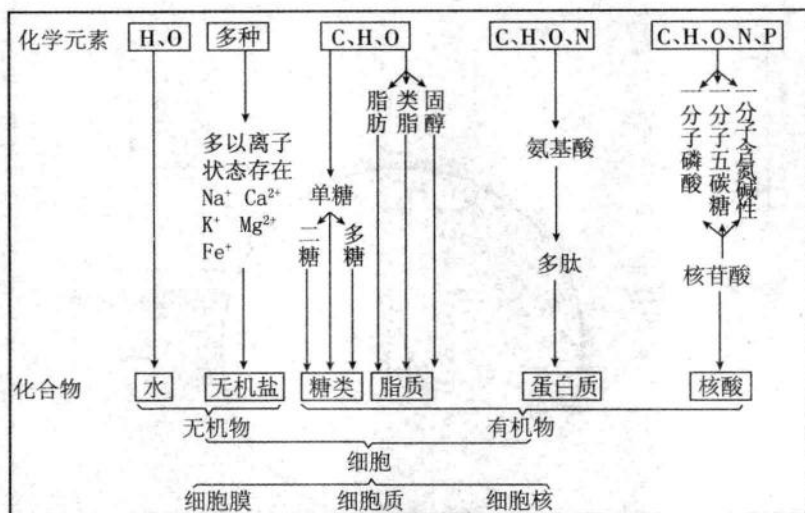 化学元素 H、O 多种 C、H、O C、H、O、N C、H、O、N、P
脂肪 类脂 固醇
一分子磷酸 一分子五碳糖 一分子含氮碱性
多以离子
状态存在
Na⁺ Ca²⁺
K⁺ Mg²⁺
Fe⁺
氨基酸
单糖
二糖 多糖
多肽
核苷酸
化合物 水 无机盐 糖类 脂质 蛋白质 核酸
无机物 有机物
细胞
细胞膜 细胞质 细胞核